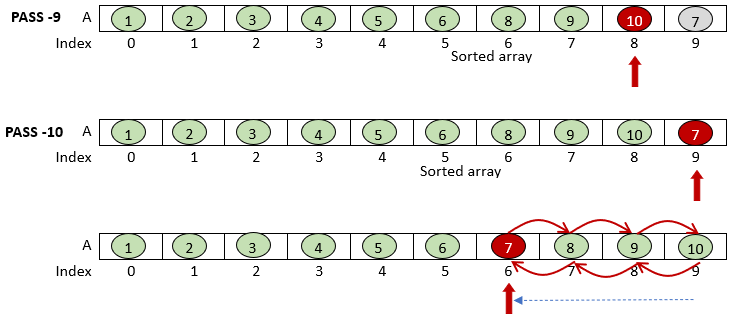 PASS -9 A 1 2 3 4 5 6 8 9 10 7
Index 0 1 2 3 4 5 6 7 8 9
Sorted array
PASS -10 A 1 2 3 4 5 6 8 9 10 7
Index 0 1 2 3 4 5 6 7 8 9
Sorted array
A 1 2 3 4 5 6 7 8 9 10
Index 0 1 2 3 4 5 6 7 8 9